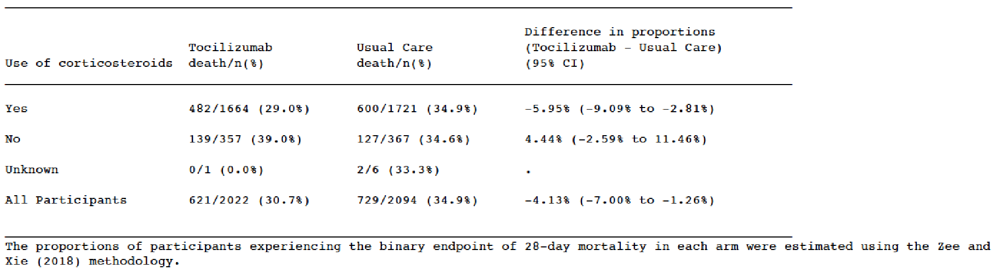 Difference in proportions
Tocilizumab Usual Care (Tocilizumab - Usual Care)
Use of corticosteroids death/n(%) death/n(%) (95% CI)
Yes 482/1664 (29.0%) 600/1721 (34.9%) -5.95% (-9.09% to -2.81%)
No 139/357 (39.0%) 127/367 (34.6%) 4.44% (-2.59% to 11.46%)
Unknown 0/1 (0.0%) 2/6 (33.3%) .
All Participants 621/2022 (30.7%) 729/2094 (34.9%) -4.13% (-7.00% to -1.26%)
The proportions of participants experiencing the binary endpoint of 28-day mortality in each arm were estimated using the Zee and
Xie (2018) methodology.